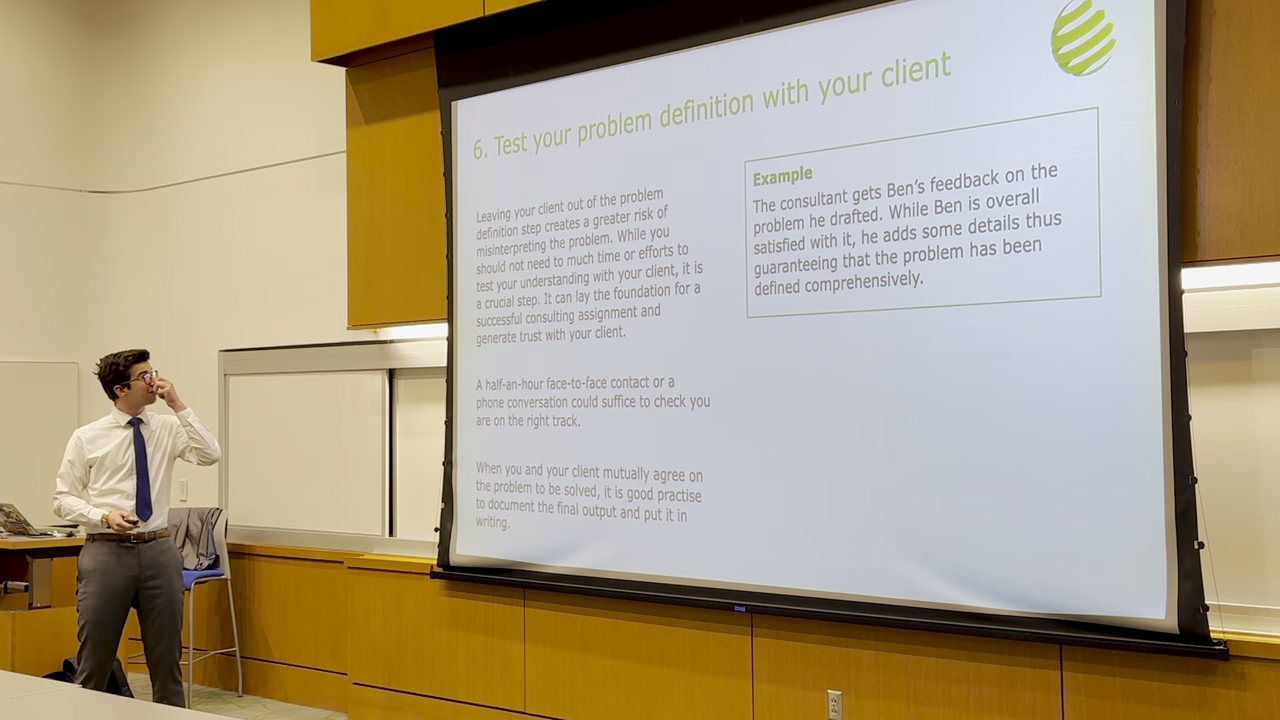 6. Test your problem definition with your client
Leaving your client out of the problem
definition step creates a greater risk of
misinterpreting the problem. While you
should not need to much time or efforts to
test your understanding with your client, it is
a crucial step. It can lay the foundation for a
successful consulting assignment and
generate trust with your client.
A half-an-hour face-to-face contact or a
phone conversation could suffice to check you
are on the right track.
When you and your client mutually agree on
the problem to be solved, it is good practise
to document the final output and put it in
writing.
Example
The consultant gets Ben’s feedback on the
problem he drafted. While Ben is overall
satisfied with it, he adds some details thus
guaranteeing that the problem has been
defined comprehensively.